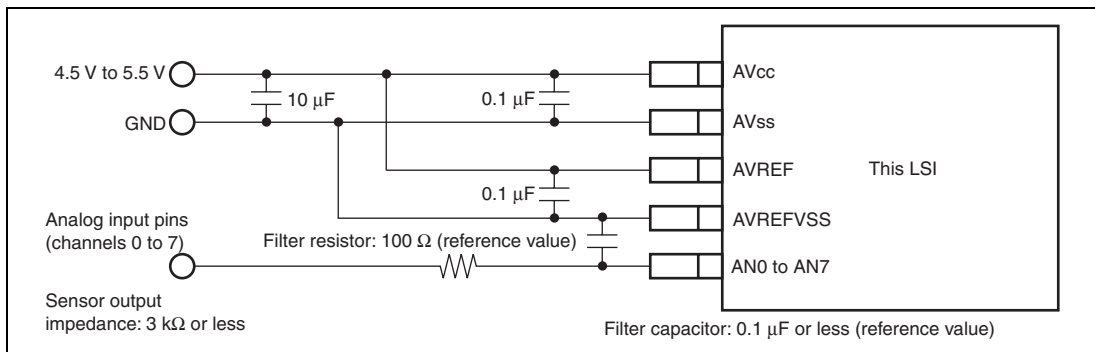 4.5 V to 5.5 V
AVcc
10 μF
0.1 μF
GND
AVss
AVREF
This LSI
0.1 μF
Analog input pins
(channels 0 to 7)
AVREFVSS
Filter resistor: 100 Ω (reference value)
AN0 to AN7
Sensor output
impedance: 3 kΩ or less
Filter capacitor: 0.1 μF or less (reference value)